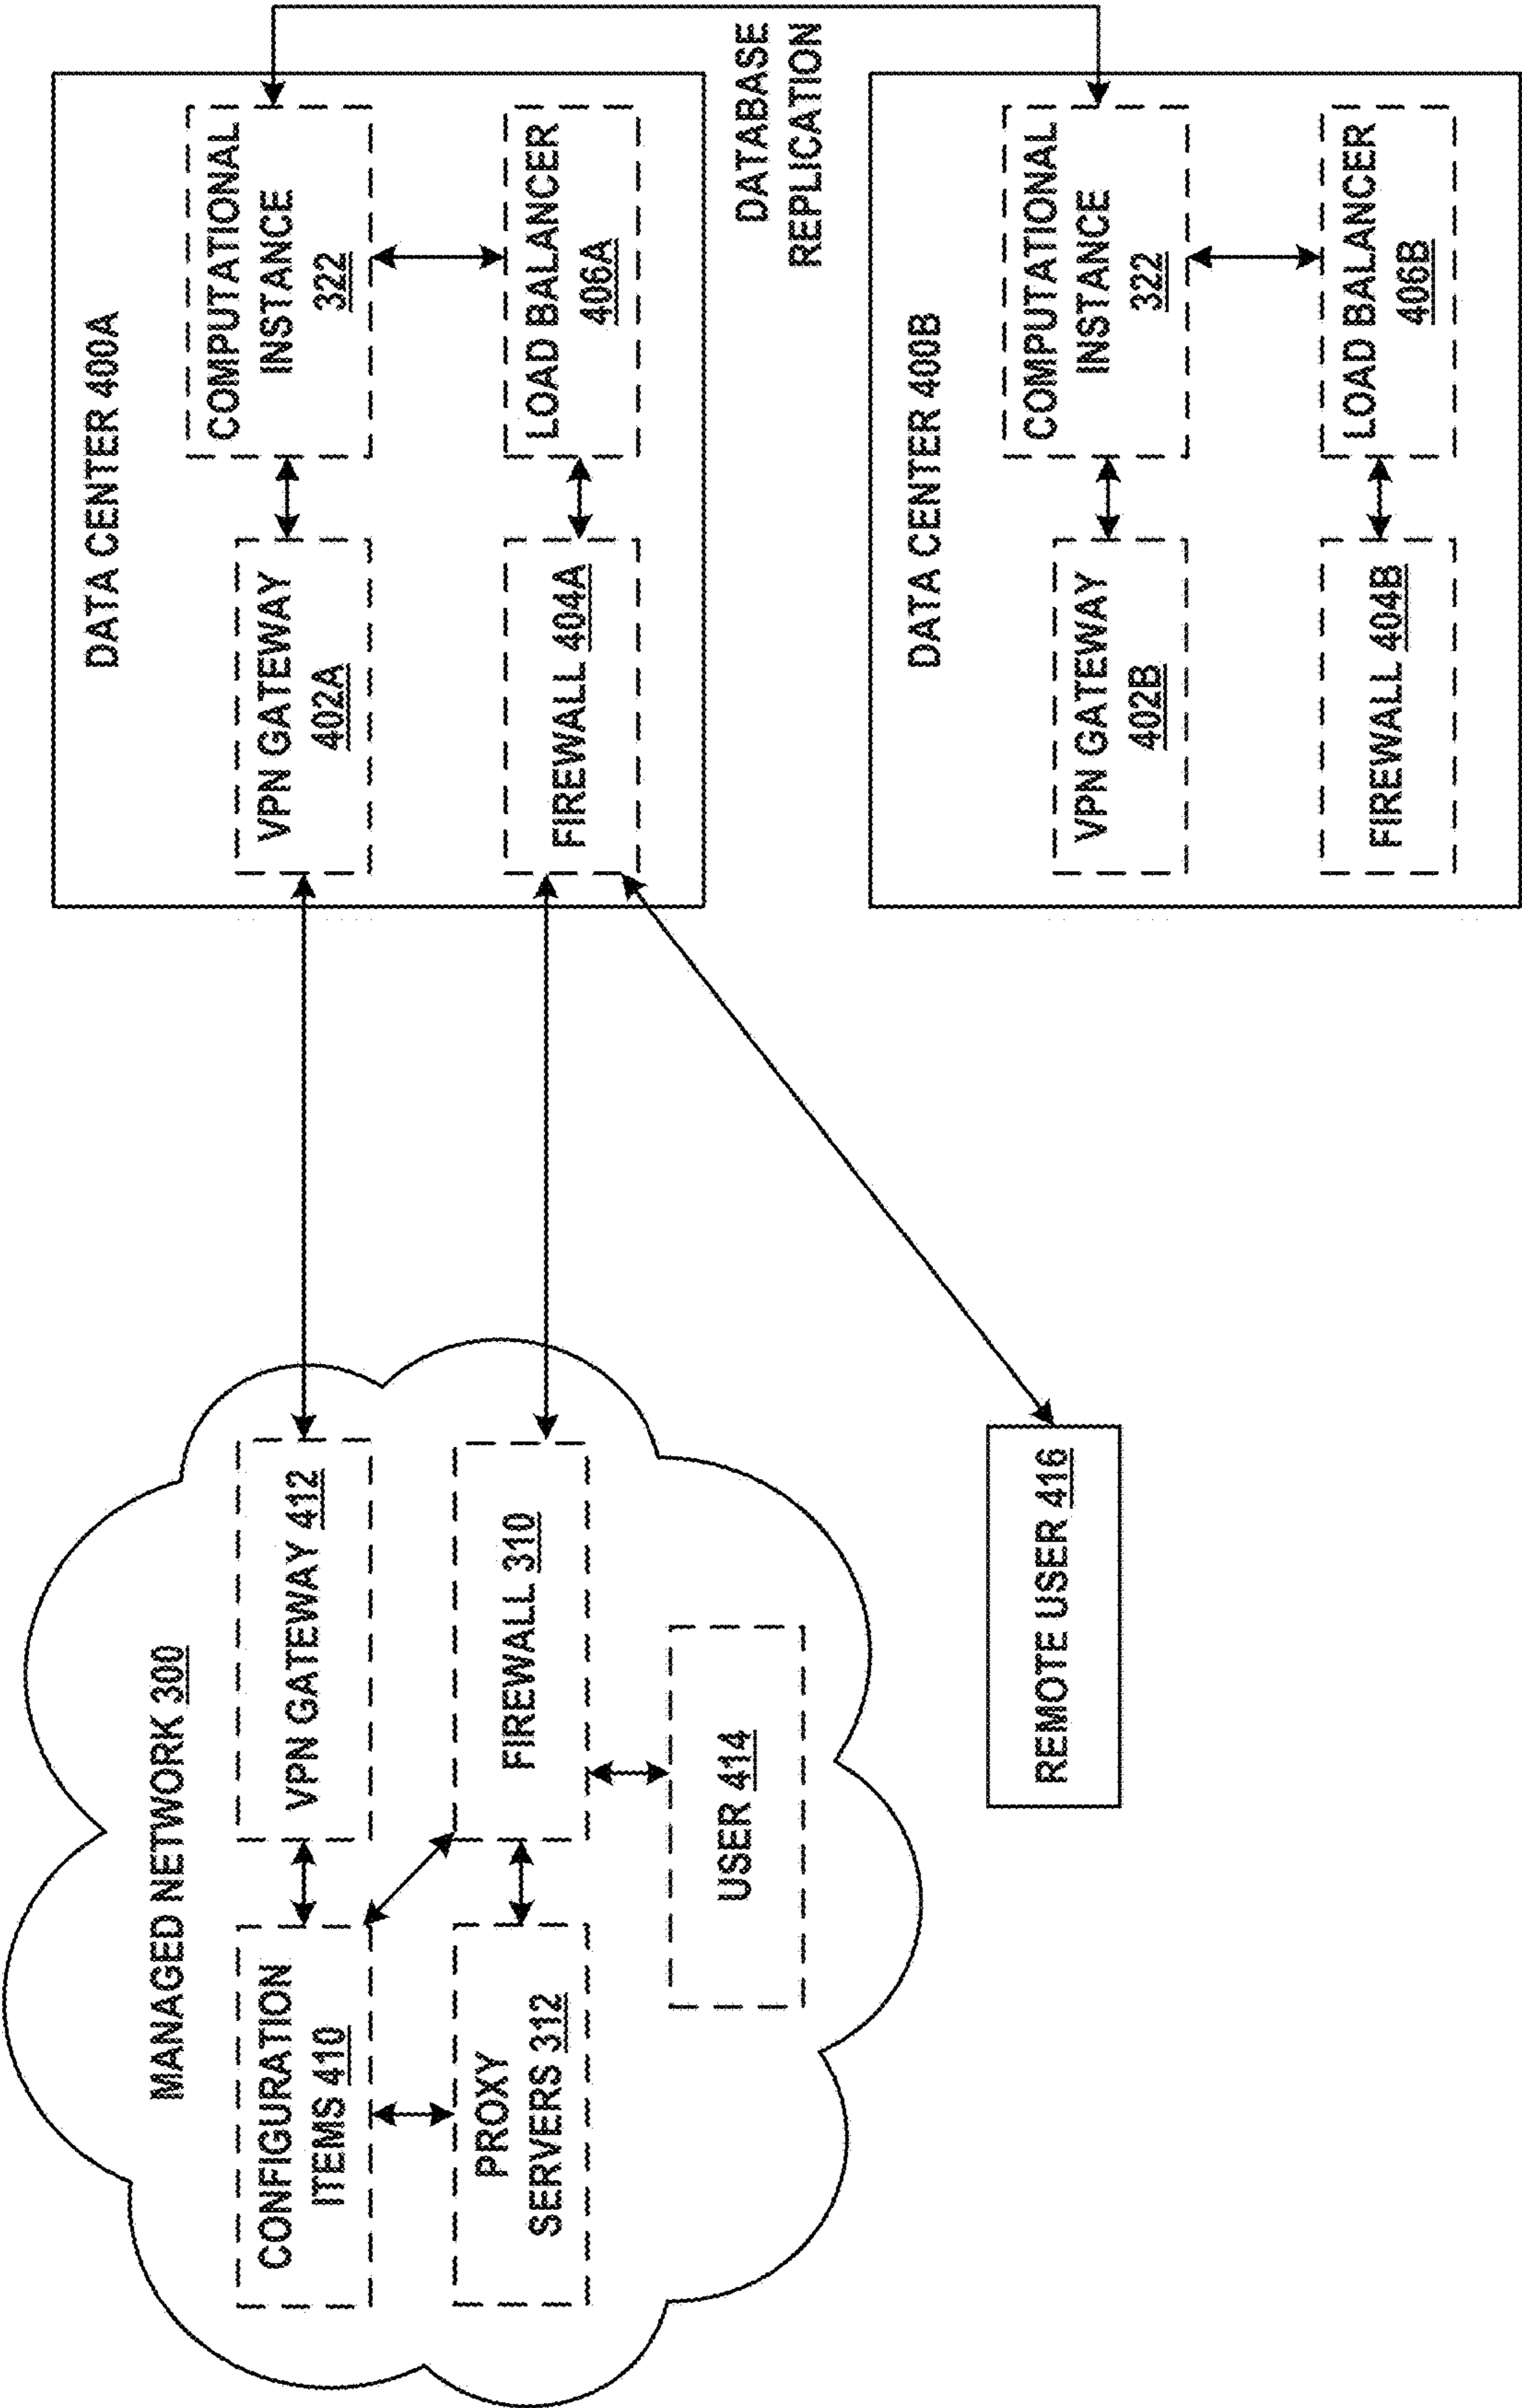 MANAGED NETWORK 300
CONFIGURATION
ITEMS 410
VPN GATEWAY 412
PROXY
SERVERS 312
FIREWALL 310
USER 414
REMOTE USER 416
DATA CENTER 400A
VPN GATEWAY
402A
COMPUTATIONAL
INSTANCE
322
FIREWALL 404A
LOAD BALANCER
406A
DATABASE
REPLICATION
DATA CENTER 400B
VPN GATEWAY
402B
COMPUTATIONAL
INSTANCE
322
FIREWALL 404B
LOAD BALANCER
406B